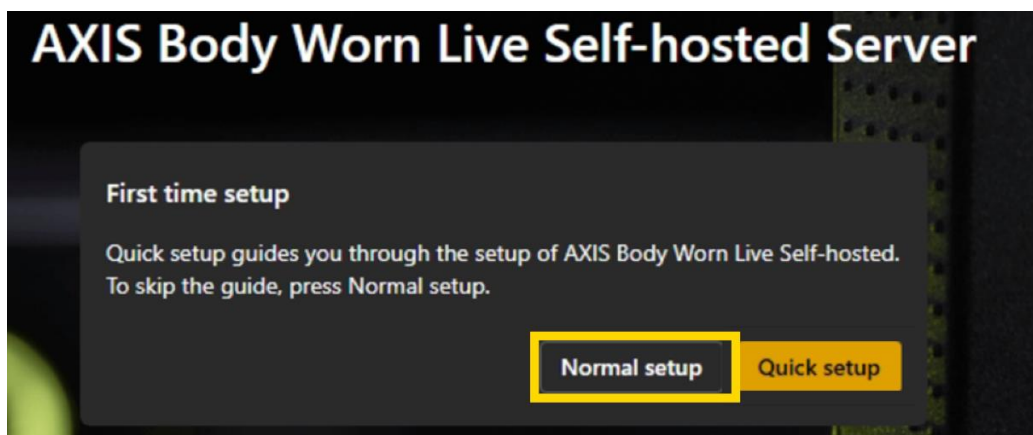 AXIS Body Worn Live Self-hosted Server
First time setup
Quick setup guides you through the setup of AXIS Body Worn Live Self-hosted.
To skip the guide, press Normal setup.
Normal setup
Quick setup